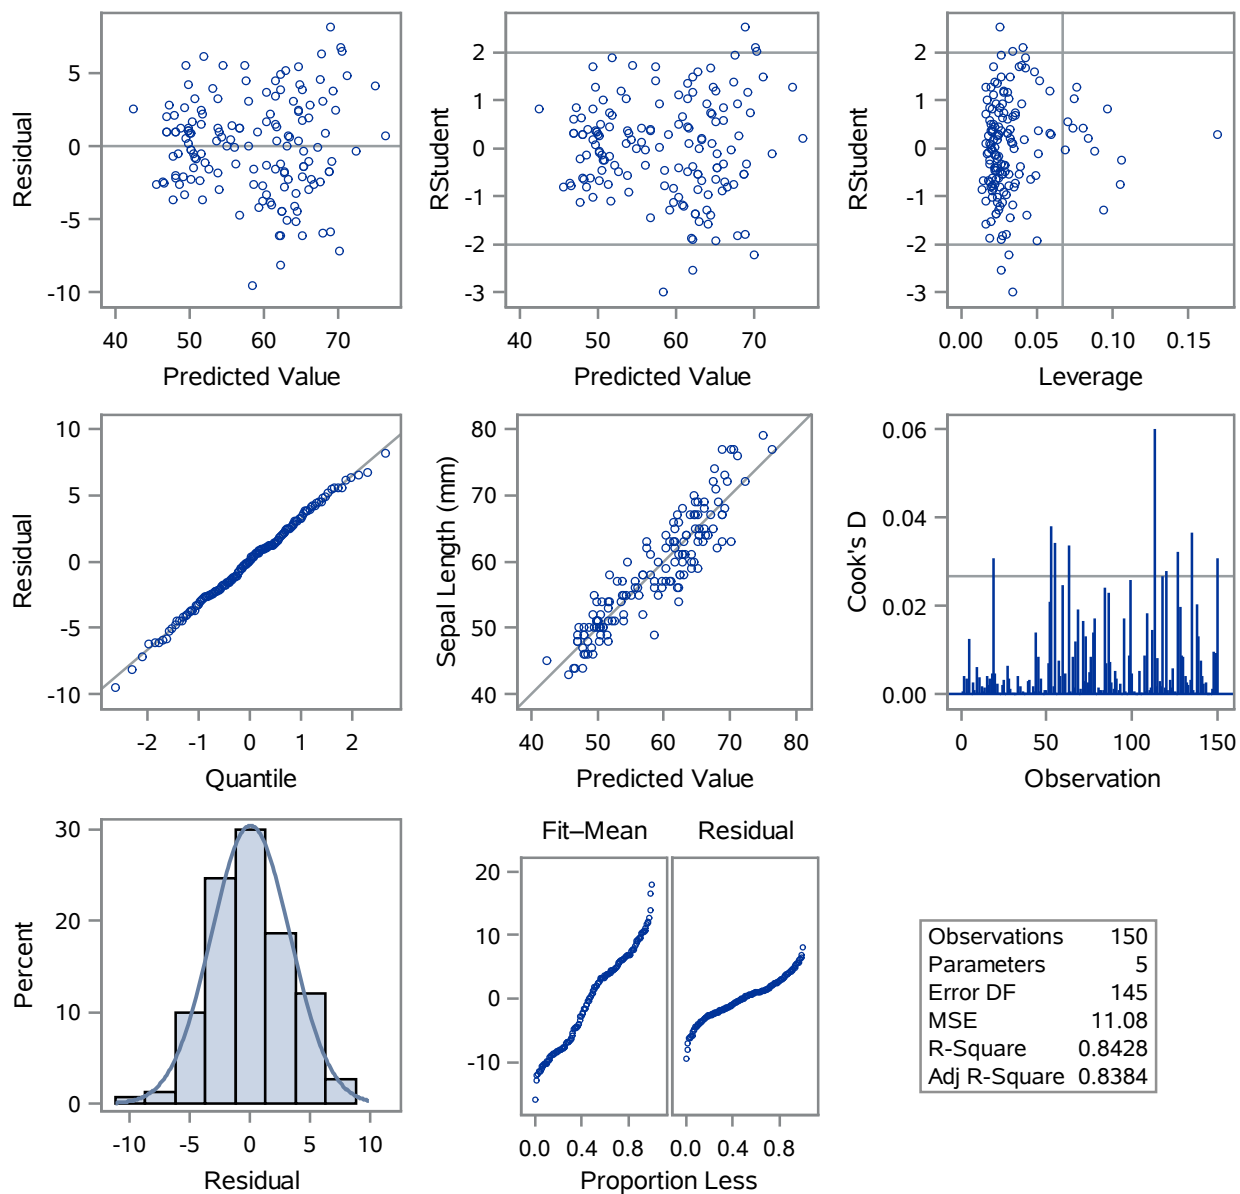 Residual
5
0
-5
-10
40 50 60 70
Predicted Value
RStudent
2
1
0
-1
-2
-3
40 50 60 70
Predicted Value
RStudent
2
1
0
-1
-2
-3
0.00 0.05 0.10 0.15
Leverage
Residual
10
5
0
-5
-10
-2 -1 0 1 2
Quantile
Sepal Length (mm)
80
70
60
50
40
40 50 60 70 80
Predicted Value
Cook's D
0.06
0.04
0.02
0.00
0 50 100 150
Observation
Percent
30
20
10
0
-10 -5 0 5 10
Residual
Fit–Mean Residual
20
10
0
-10
0.0 0.4 0.8 0.0 0.4 0.8
Proportion Less
Observations 150
Parameters 5
Error DF 145
MSE 11.08
R-Square 0.8428
Adj R-Square 0.8384